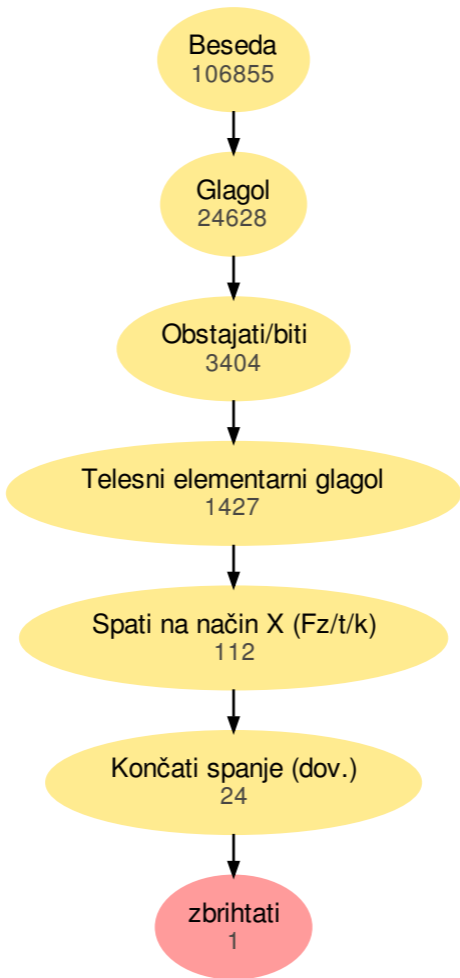 Beseda
106855
Glagol
24628
Obstajati/biti
3404
Telesni elementarni glagol
1427
Spati na način X (Fz/t/k)
112
Končati spanje (dov.)
24
zbrihtati
1